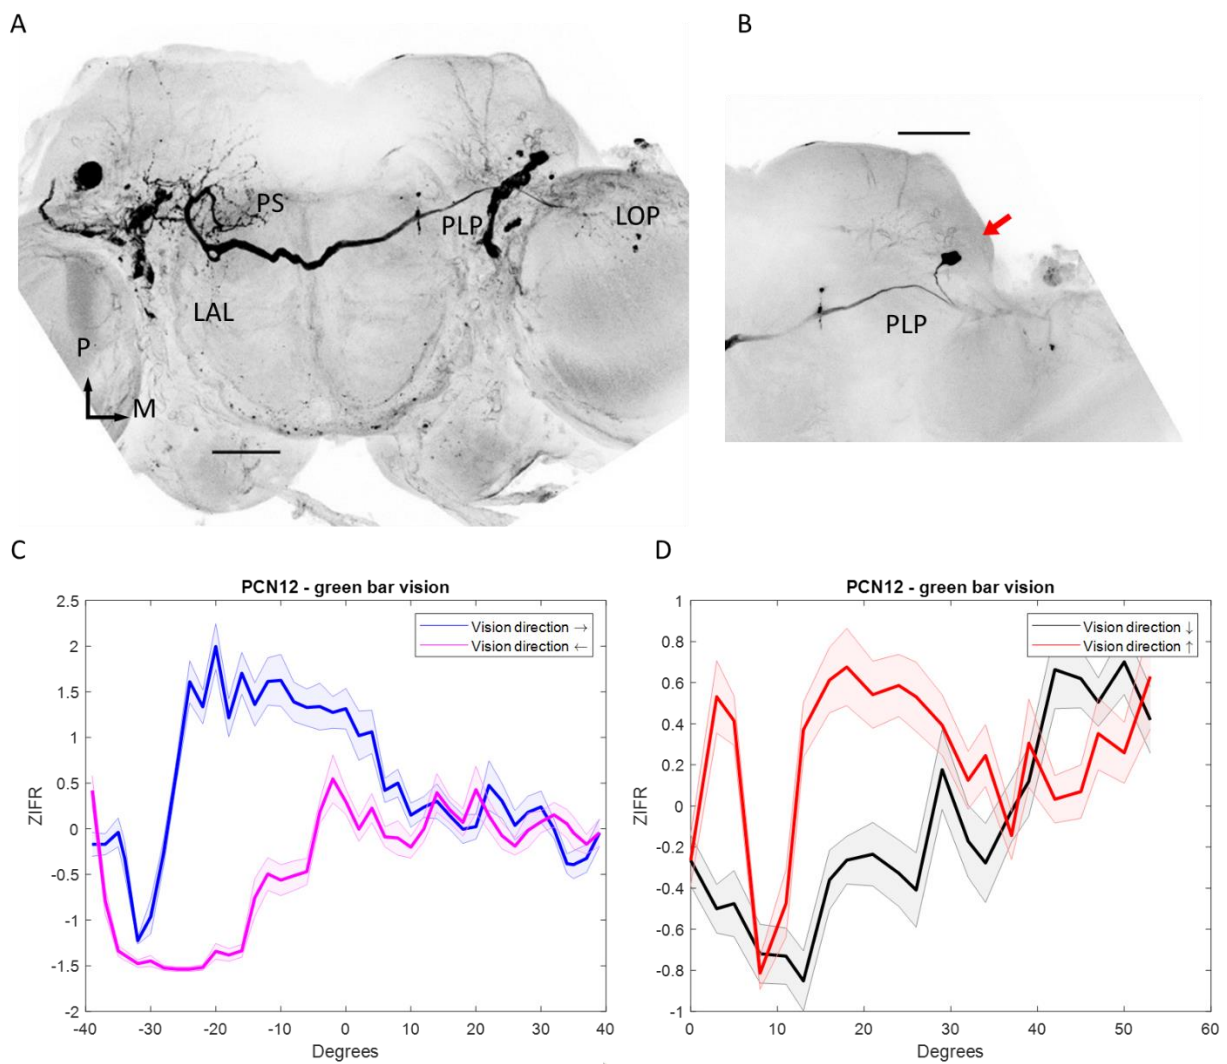 A
B
PS
PLP
LOP
LAL
P
M
PLP
C
D
PCN12 - green bar vision
Vision direction →
Vision direction ←
2.5
2
1.5
1
0.5
0
-0.5
-1
-1.5
-2
ZIFR
-40
-30
-20
-10
0
10
20
30
40
Degrees
PCN12 - green bar vision
Vision direction ↓
Vision direction ↑
1
0.8
0.6
0.4
0.2
0
-0.2
-0.4
-0.6
-0.8
-1
ZIFR
0
10
20
30
40
50
60
Degrees